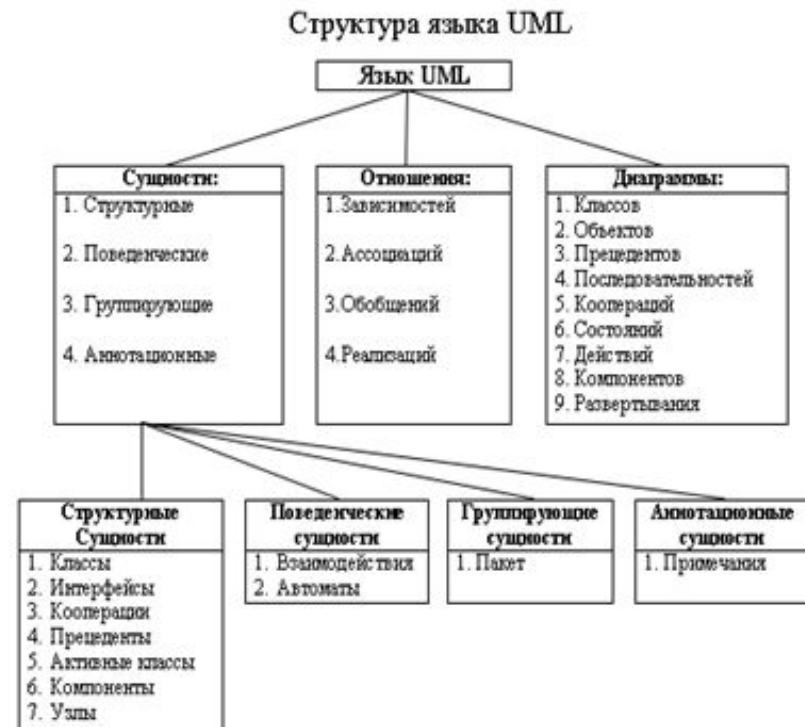 Структура языка UML
Язык UML
Сущности:
1. Структурные
2. Поведенческие
3. Группирующие
4. Аннотационные
Отношения:
1.Зависимостей
2.Ассоциаций
3.Обобщений
4.Реализаций
Диаграммы:
1. Классов
2. Объектов
3. Прецедентов
4. Последовательностей
5. Коопераций
6. Состояний
7. Действий
8. Компонентов
9. Развертывания
Структурные
Сущности
1. Классы
2. Интерфейсы
3. Кооперации
4. Прецеденты
5. Активные классы
6. Компоненты
7. Узлы
Поведенческие
сущности
1. Взаимодействия
2. Автоматы
Группирующие
сущности
1. Пакет
Аннотационные
сущности
1. Примечания